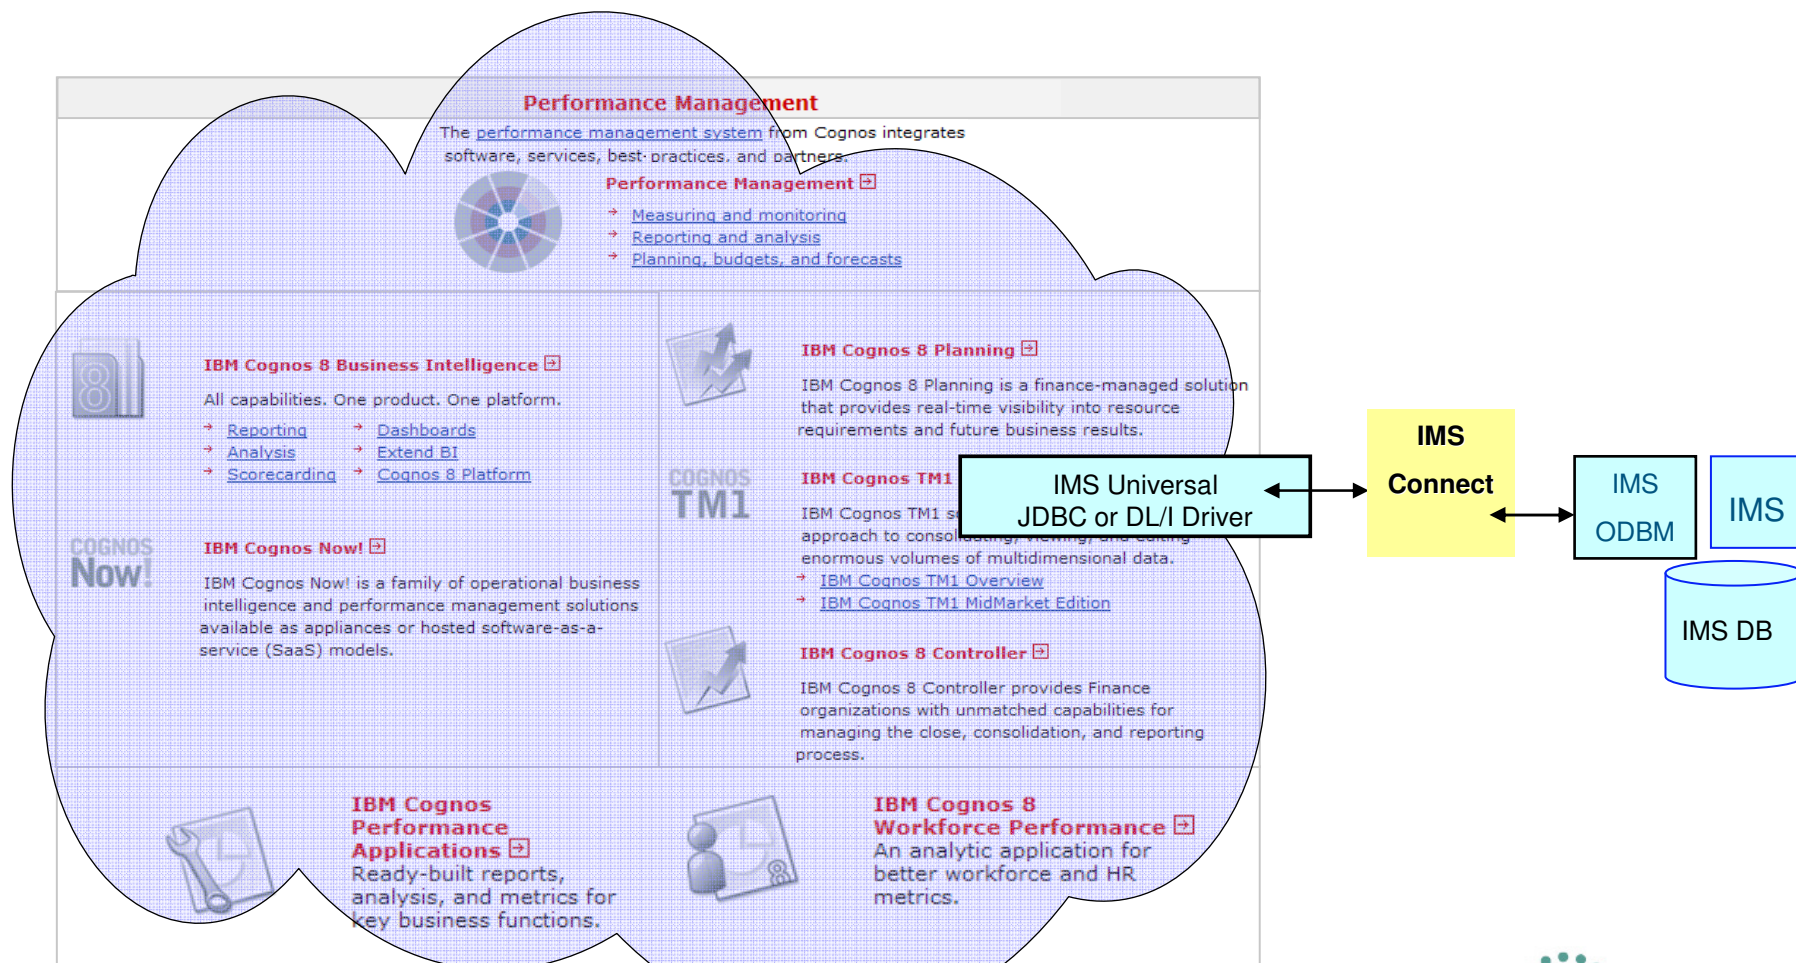 Performance Management
The performance management system from Cognos integrates
software, services, best practices, and partners.
Performance Management
Measuring and monitoring
Reporting and analysis
Planning, budgets, and forecasts
8
IBM Cognos 8 Business Intelligence
All capabilities. One product. One platform.
Reporting
Dashboards
Analysis
Extend BI
Scorecarding
Cognos 8 Platform
COGNOS
Now!
IBM Cognos Now!
IBM Cognos Now! is a family of operational business
intelligence and performance management solutions
available as appliances or hosted software-as-a-
service (SaaS) models.
IBM Cognos 8 Planning
IBM Cognos 8 Planning is a finance-managed solution
that provides real-time visibility into resource
requirements and future business results.
COGNOS
TM1
IBM Cognos TM1
IBM Cognos TM1
approach to consolidating, viewing, and editing
enormous volumes of multidimensional data.
IBM Cognos TM1 Overview
IBM Cognos TM1 MidMarket Edition
IBM Cognos 8 Controller
IBM Cognos 8 Controller provides Finance
organizations with unmatched capabilities for
managing the close, consolidation, and reporting
process.
IBM Cognos
Performance
Applications
Ready-built reports,
analysis, and metrics for
key business functions.
8
IBM Cognos 8
Workforce Performance
An analytic application for
better workforce and HR
metrics.
IMS Universal
JDBC or DL/I Driver
IMS
Connect
IMS
ODBM
IMS
IMS DB